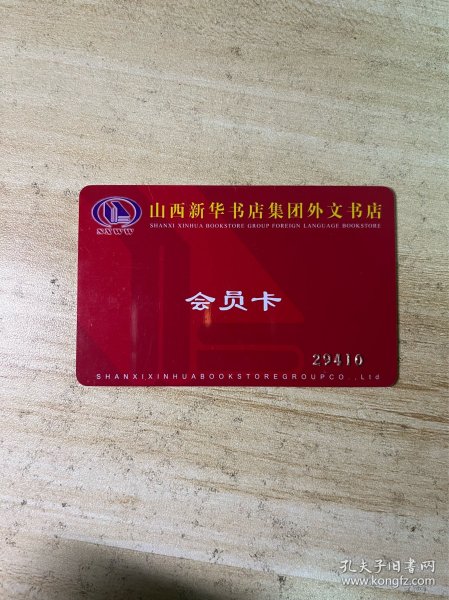 山西新华书店集团外文书店
SHANXI XINHUA BOOKSTORE GROUP FOREIGN LANGUAGE BOOKSTORE
SXWW
会员卡
29410
SHANXIXINHUABOOKSTOREGROUPCO.,Ltd
孔夫子旧书网
www.kongfz.com